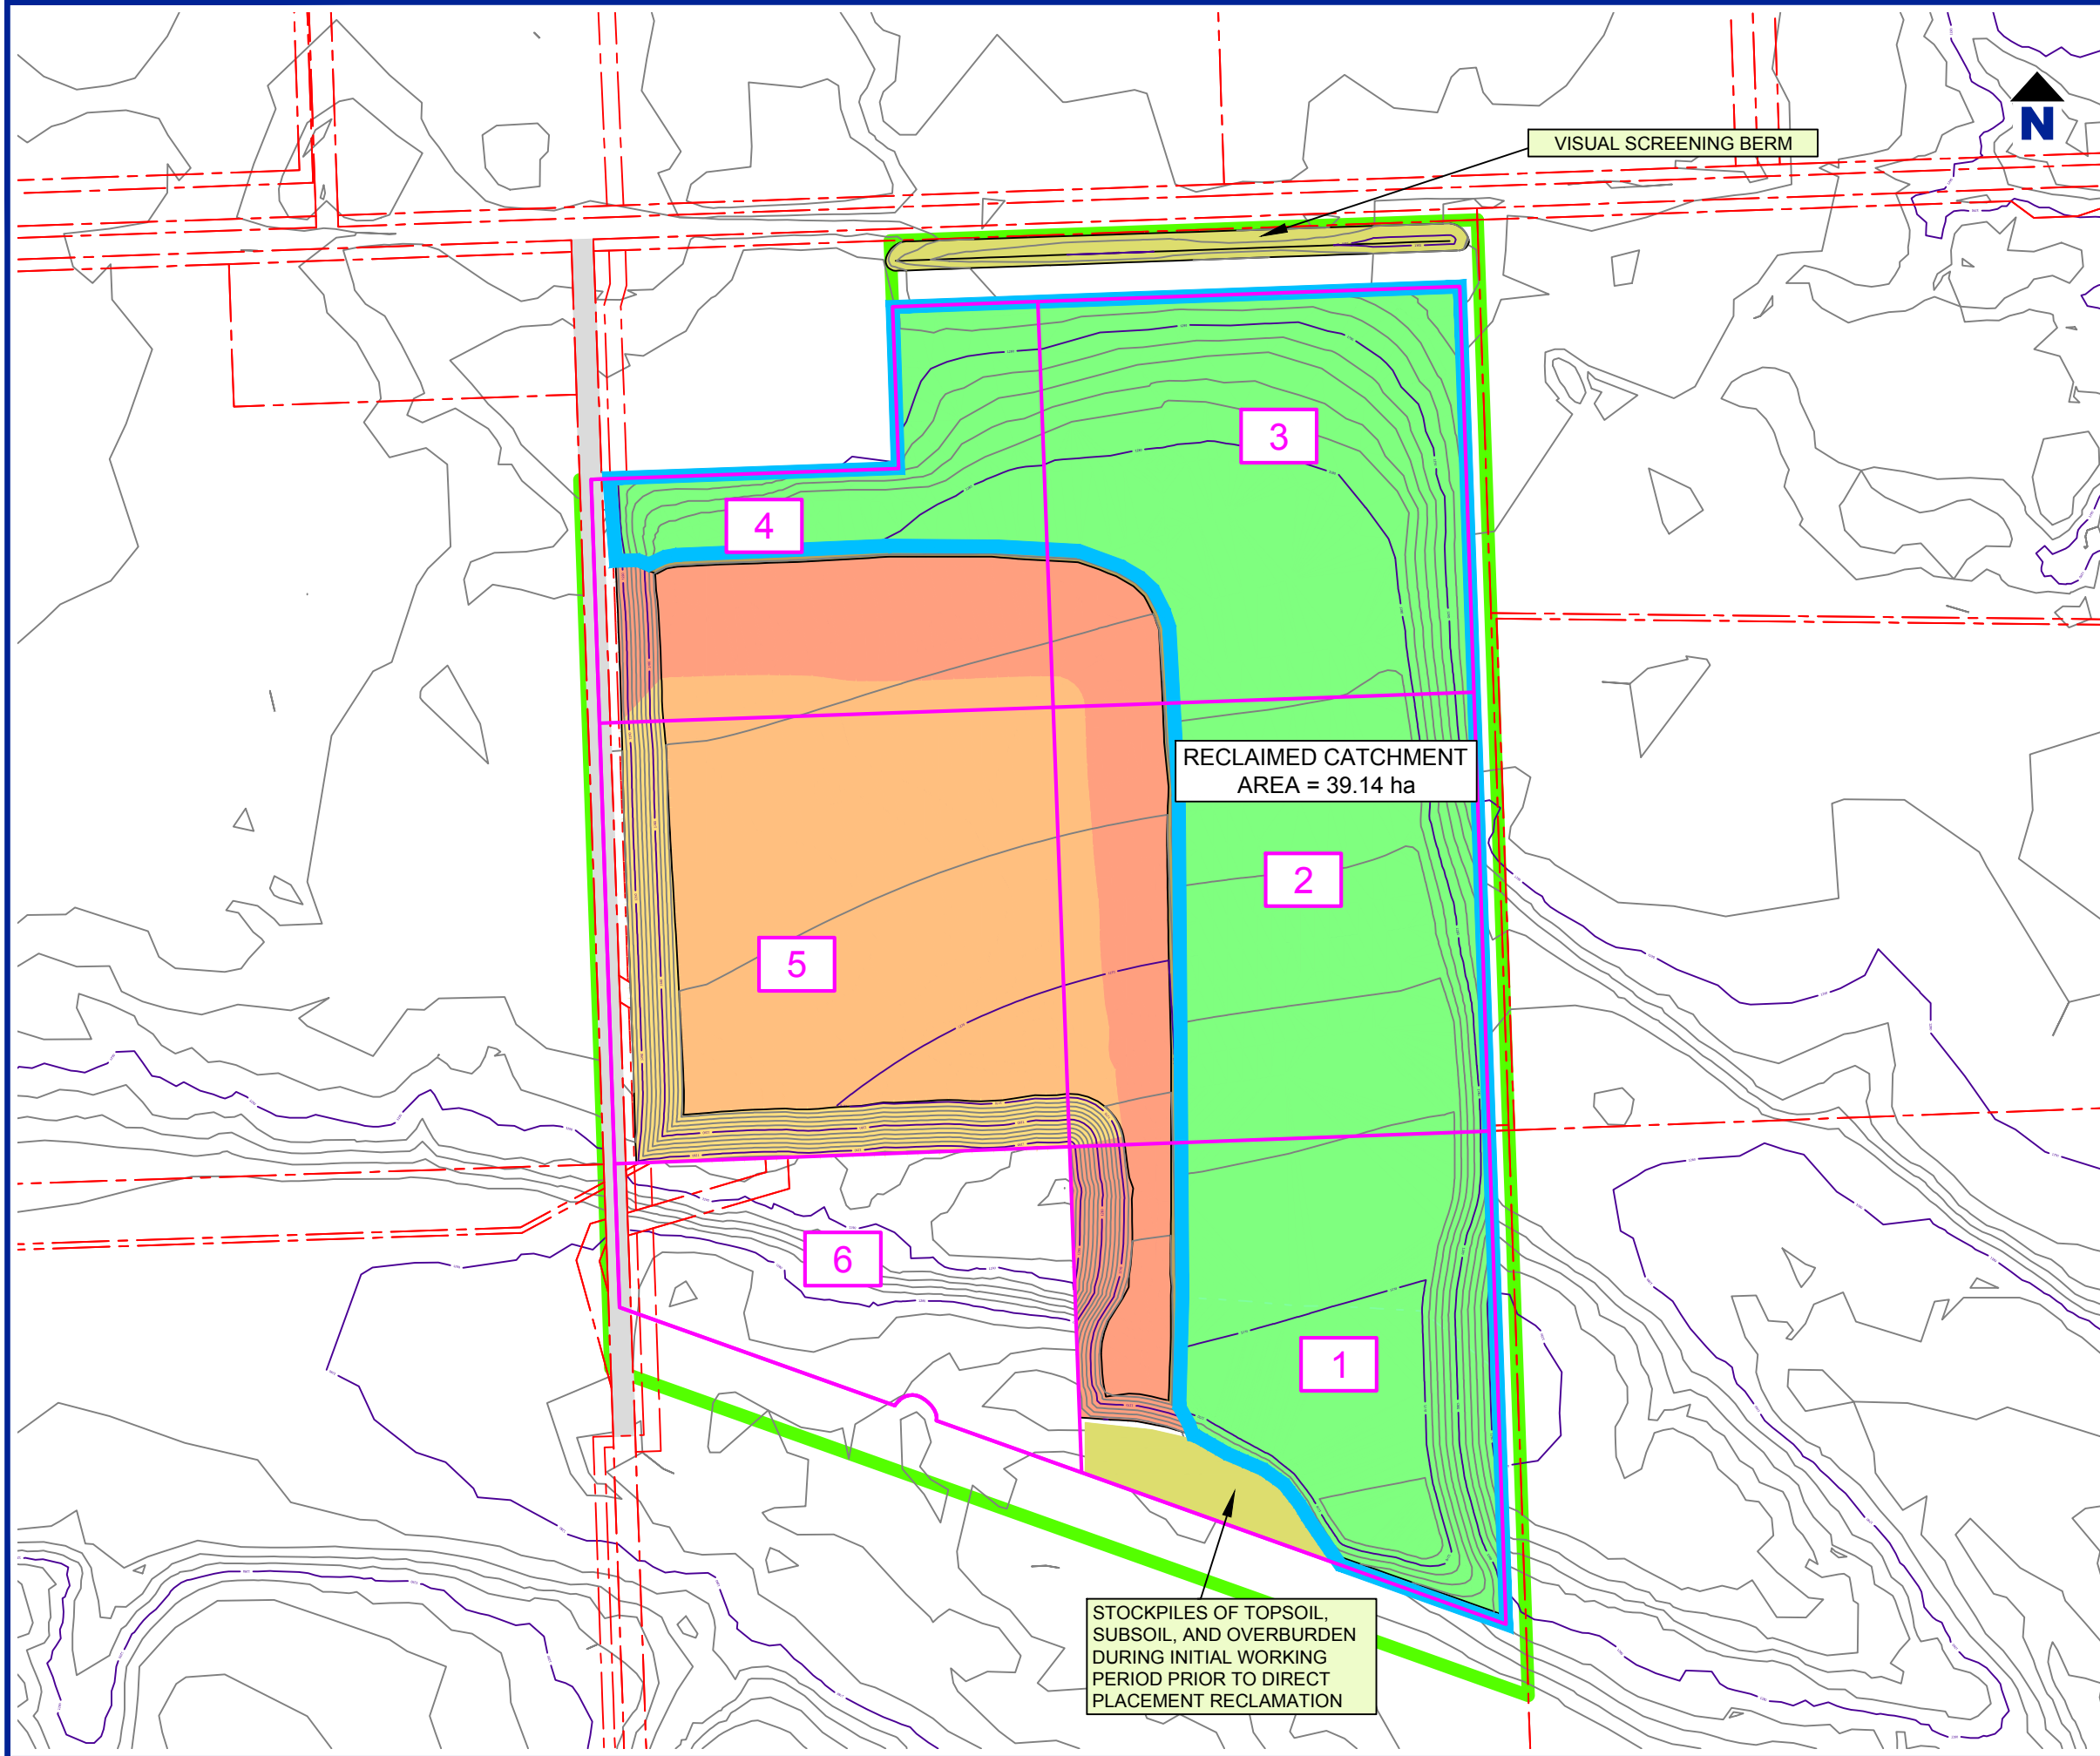 N
VISUAL SCREENING BERM
3
4
RECLAIMED CATCHMENT
AREA = 39.14 ha
2
5
6
1
STOCKPILES OF TOPSOIL,
SUBSOIL, AND OVERBURDEN
DURING INITIAL WORKING
PERIOD PRIOR TO DIRECT
PLACEMENT RECLAMATION